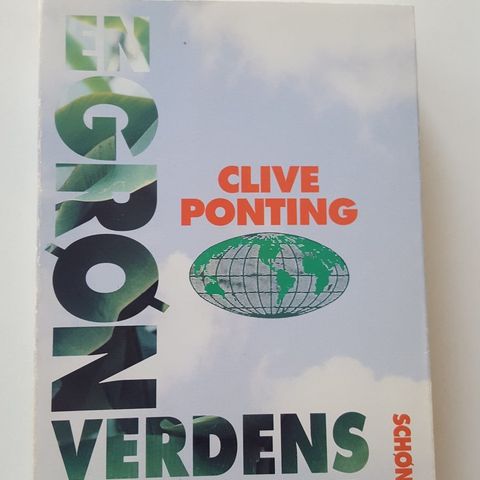 EN
GRØN
VERDENS
CLIVE
PONTING
SCHØN